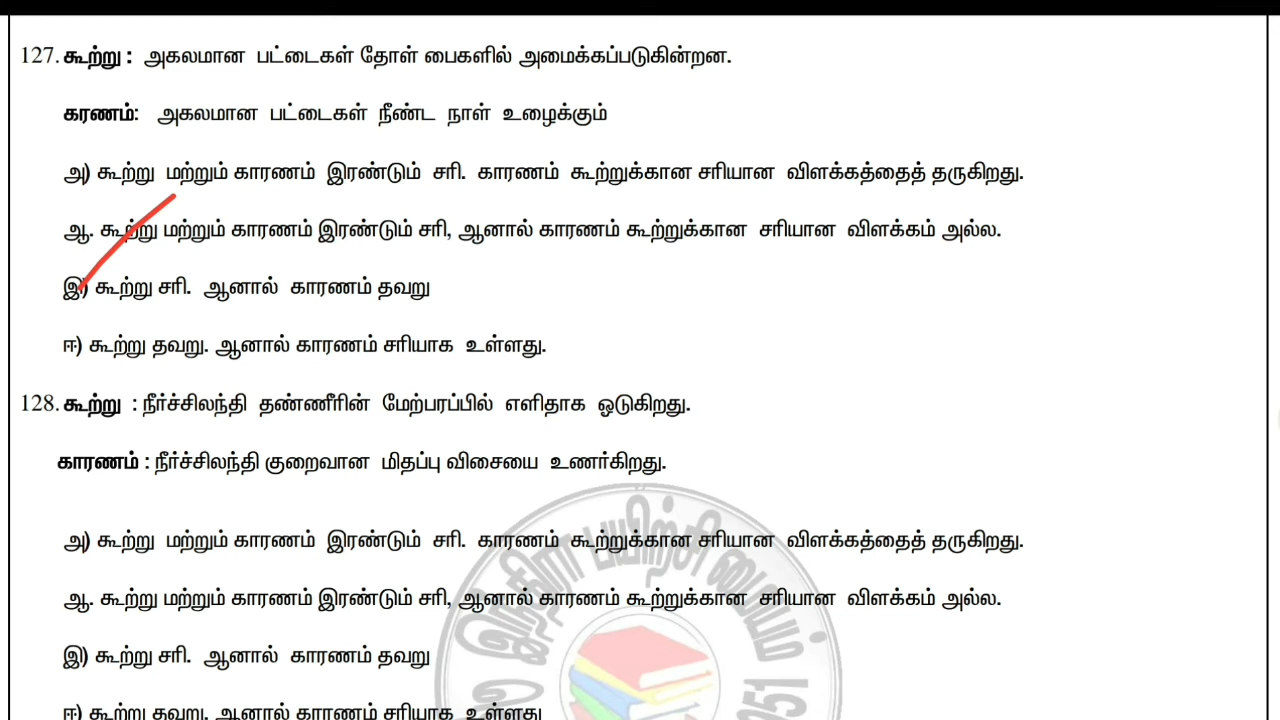 127. கூற்று : அகலமான பட்டைகள் தோள் பைகளில் அமைக்கப்படுகின்றன.
கரணம்: அகலமான பட்டைகள் நீண்ட நாள் உழைக்கும்
அ) கூற்று மற்றும் காரணம் இரண்டும் சரி. காரணம் கூற்றுக்கான சரியான விளக்கத்தைத் தருகிறது.
ஆ. கூற்று மற்றும் காரணம் இரண்டும் சரி, ஆனால் காரணம் கூற்றுக்கான சரியான விளக்கம் அல்ல.
இ) கூற்று சரி. ஆனால் காரணம் தவறு
ஈ) கூற்று தவறு. ஆனால் காரணம் சரியாக உள்ளது.
128. கூற்று : நீர்ச்சிலந்தி தண்ணீரின் மேற்பரப்பில் எளிதாக ஓடுகிறது.
காரணம் : நீர்ச்சிலந்தி குறைவான மிதப்பு விசையை உணர்கிறது.
அ) கூற்று மற்றும் காரணம் இரண்டும் சரி. காரணம் கூற்றுக்கான சரியான விளக்கத்தைத் தருகிறது.
ஆ. கூற்று மற்றும் காரணம் இரண்டும் சரி, ஆனால் காரணம் கூற்றுக்கான சரியான விளக்கம் அல்ல.
இ) கூற்று சரி. ஆனால் காரணம் தவறு
ஈ) கூற்று தவறு. ஆனால் காரணம் சரியாக உள்ளது
இந்திரா பயிற்சி மையம்